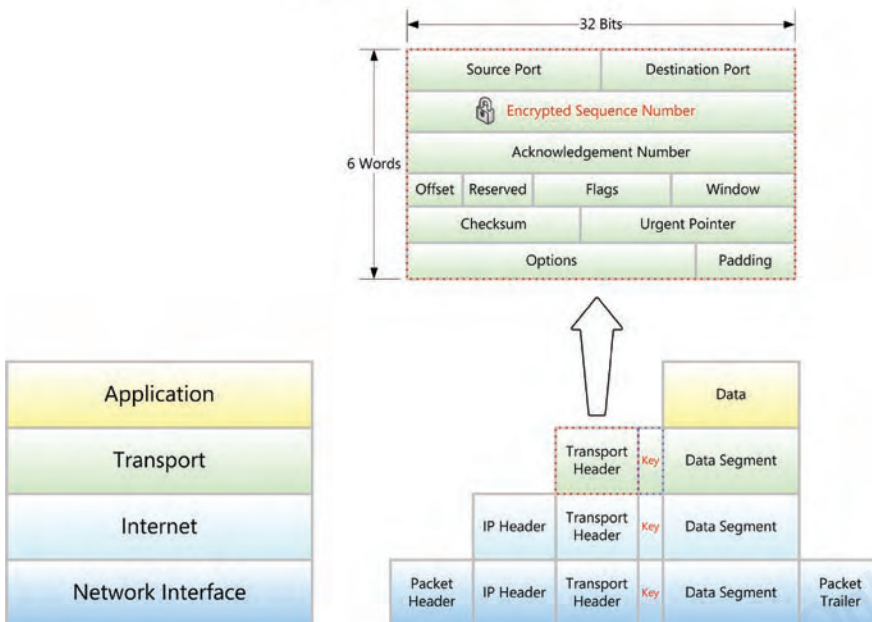 32 Bits
Source Port
Destination Port
Encrypted Sequence Number
Acknowledgement Number
6 Words
Offset
Reserved
Flags
Window
Checksum
Urgent Pointer
Options
Padding
Application
Data
Transport
Transport
Header
Key
Data Segment
Internet
IP Header
Transport
Header
Key
Data Segment
Network Interface
Packet
Header
IP Header
Transport
Header
Key
Data Segment
Packet
Trailer